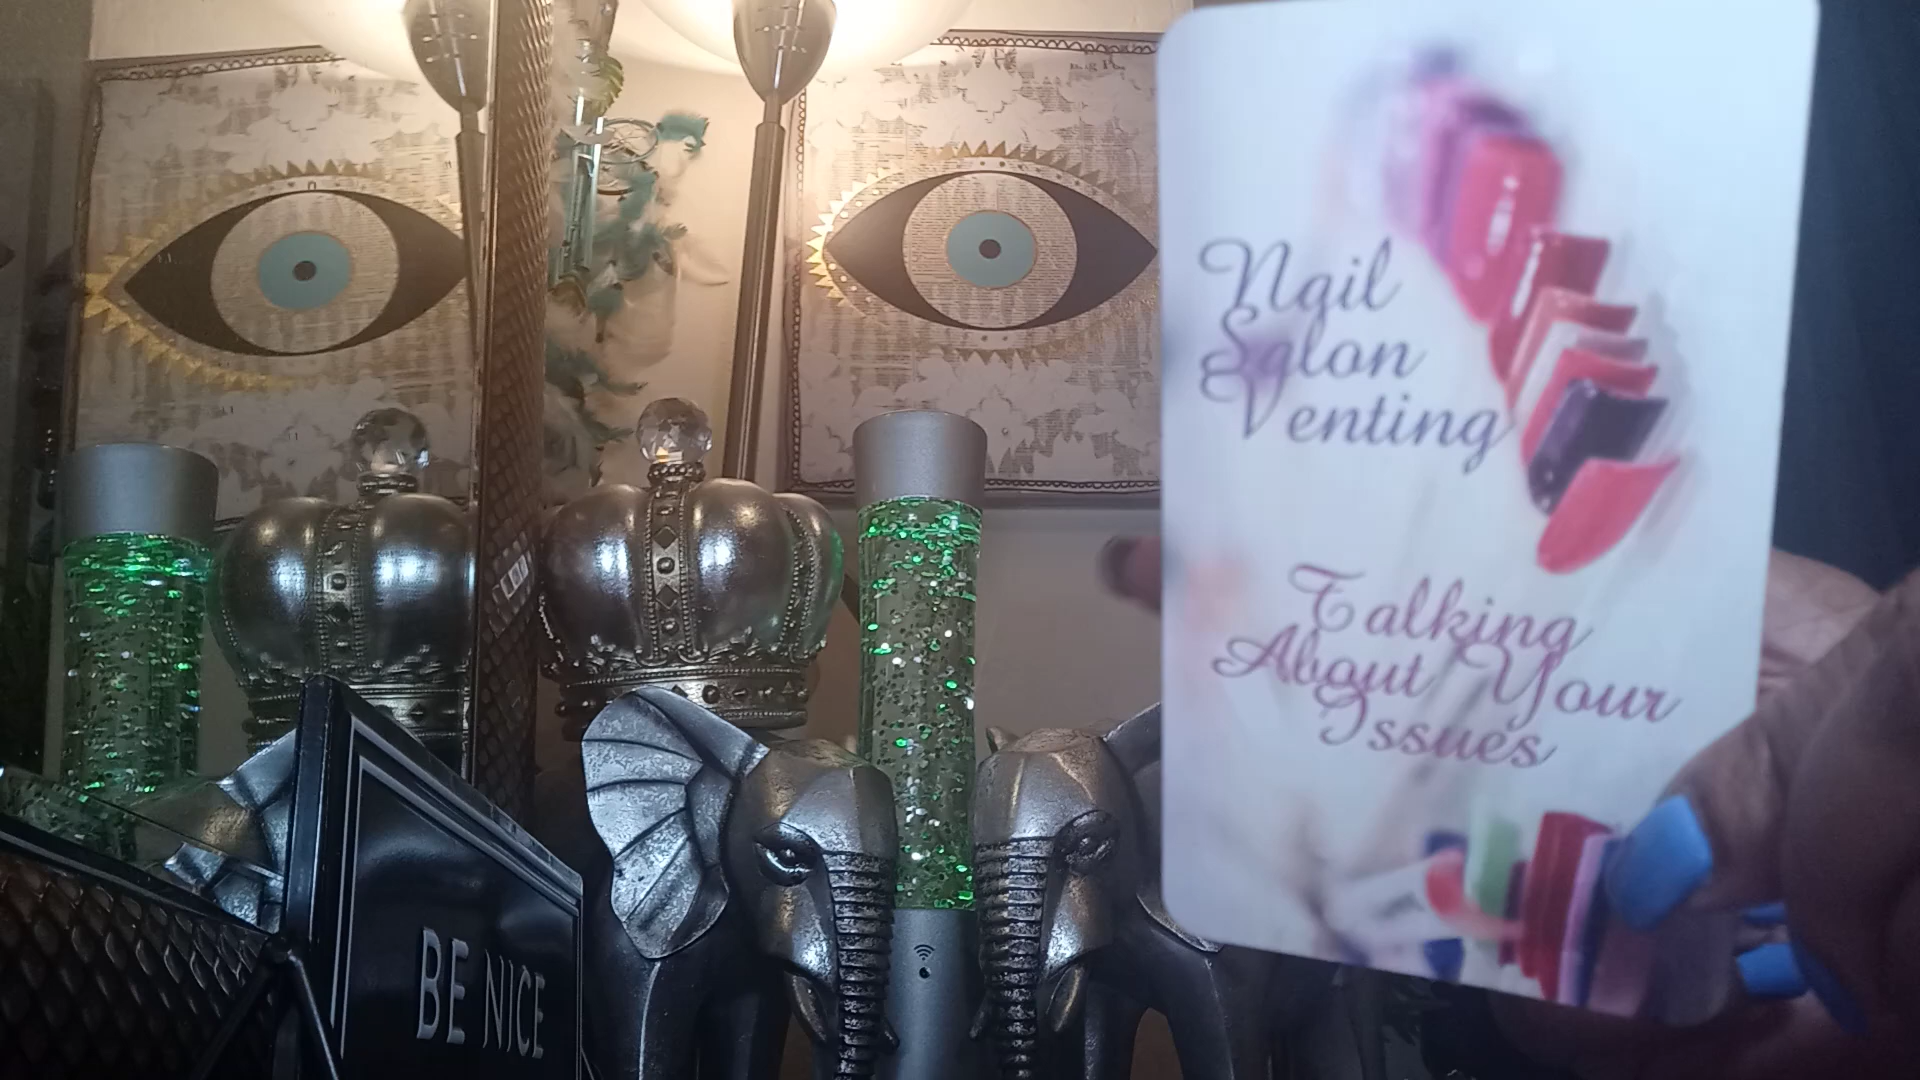 Nail
Salon
Venting
Talking
About Your
Issues
BE NICE